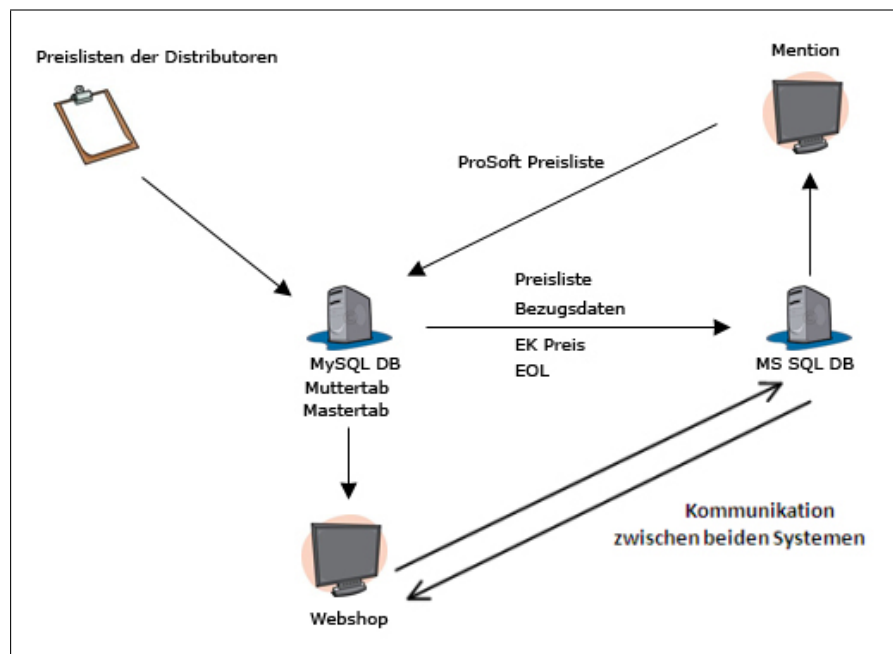 Preislisten der Distributoren
Mention
ProSoft Preisliste
Preisliste
Bezugsdaten
EK Preis
EOL
MySQL DB
Muttertab
Mastertab
MS SQL DB
Kommunikation
zwischen beiden Systemen
Webshop